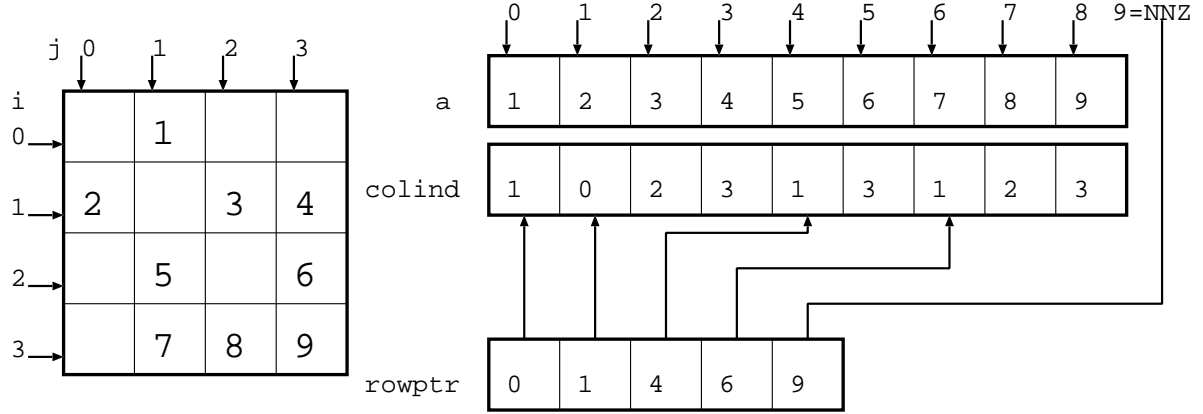 0 1 2 3 4 5 6 7 8 9=NNZ
j 0 1 2 3
i
a 1 2 3 4 5 6 7 8 9
0 1
colind 1 0 2 3 1 3 1 2 3
1 2 3 4
2 5 6
3 7 8 9
rowptr 0 1 4 6 9